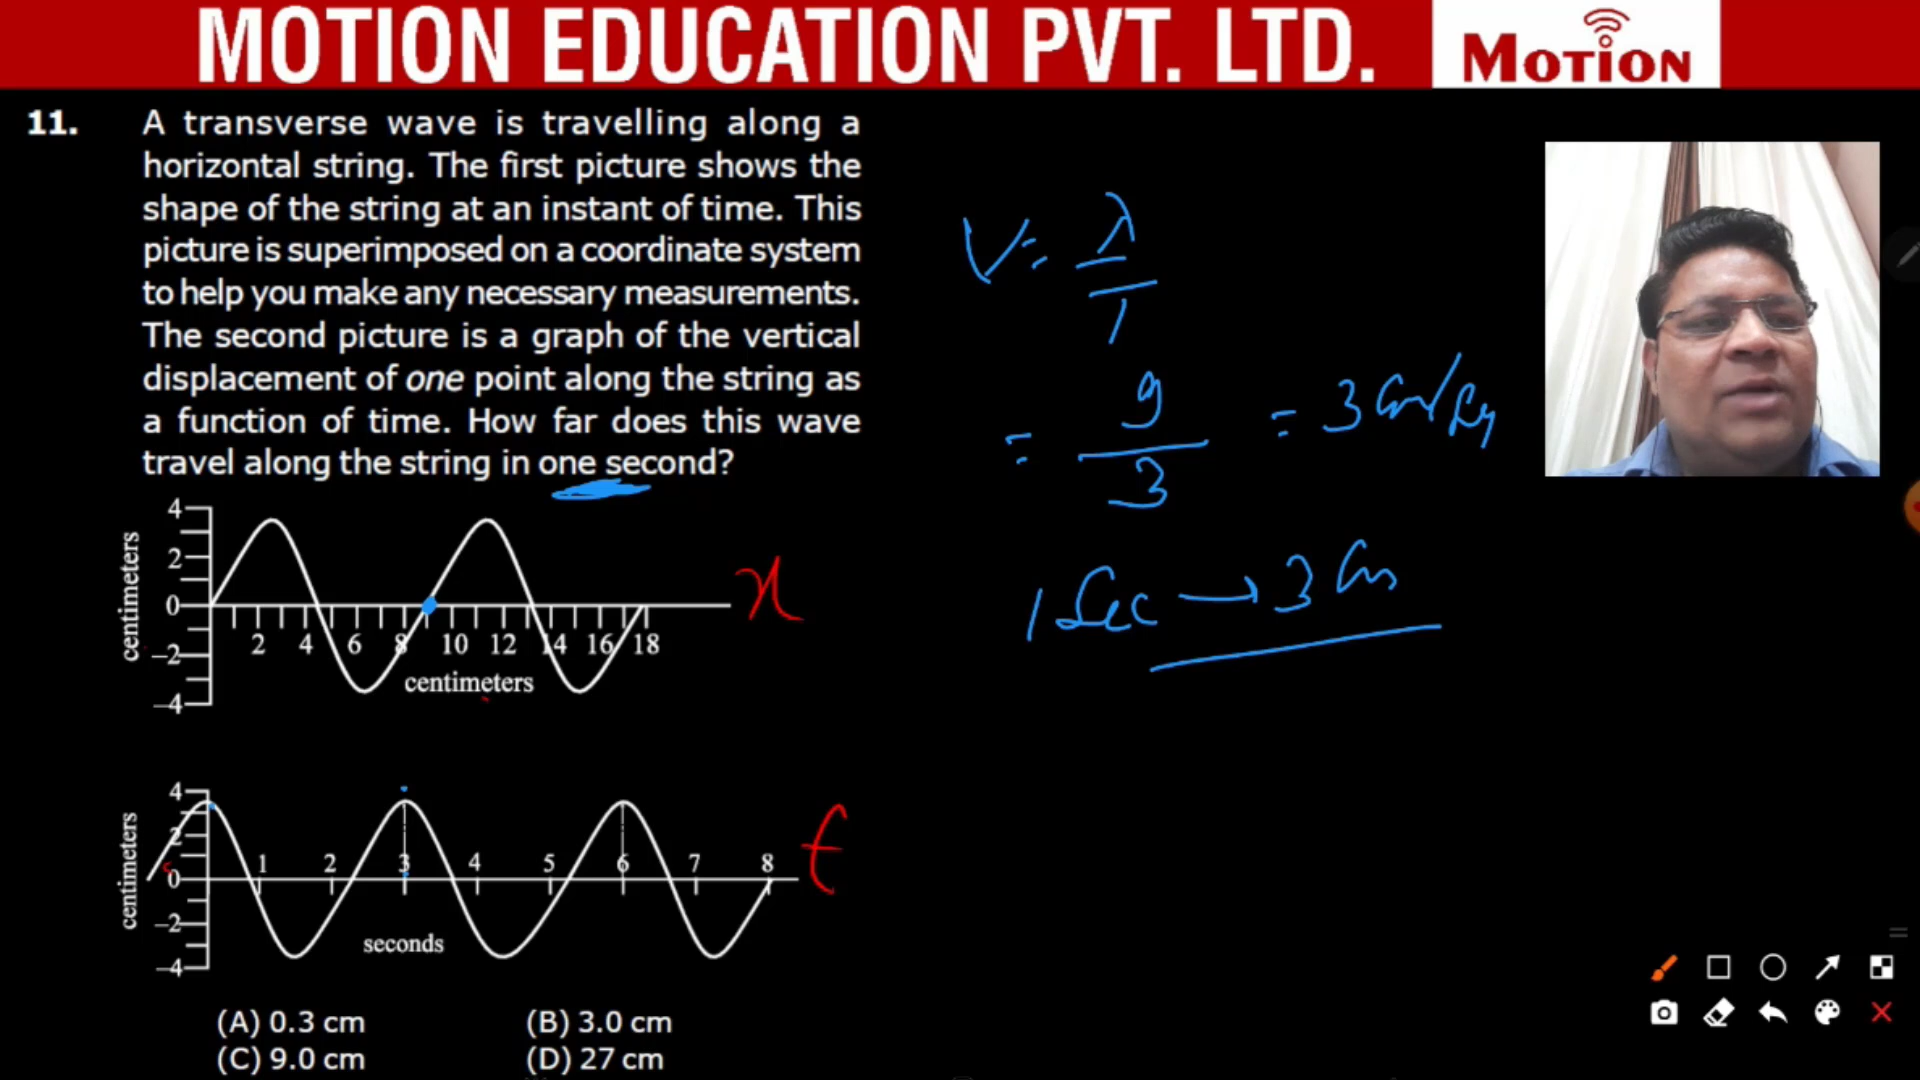 MOTION EDUCATION PVT. LTD.
MOTION
11. A transverse wave is travelling along a
horizontal string. The first picture shows the
shape of the string at an instant of time. This
picture is superimposed on a coordinate system
to help you make any necessary measurements.
The second picture is a graph of the vertical
displacement of one point along the string as
a function of time. How far does this wave
travel along the string in one second?
V = λ
= 9/3 = 3 cm/
1 Sec → 3 cm
centimeters
4
2
0
–2
–4
2 4 6 8 10 12 14 16 18
centimeters
x
centimeters
4
2
0
–2
–4
1 2 3 4 5 6 7 8
seconds
t
(A) 0.3 cm (B) 3.0 cm
(C) 9.0 cm (D) 27 cm